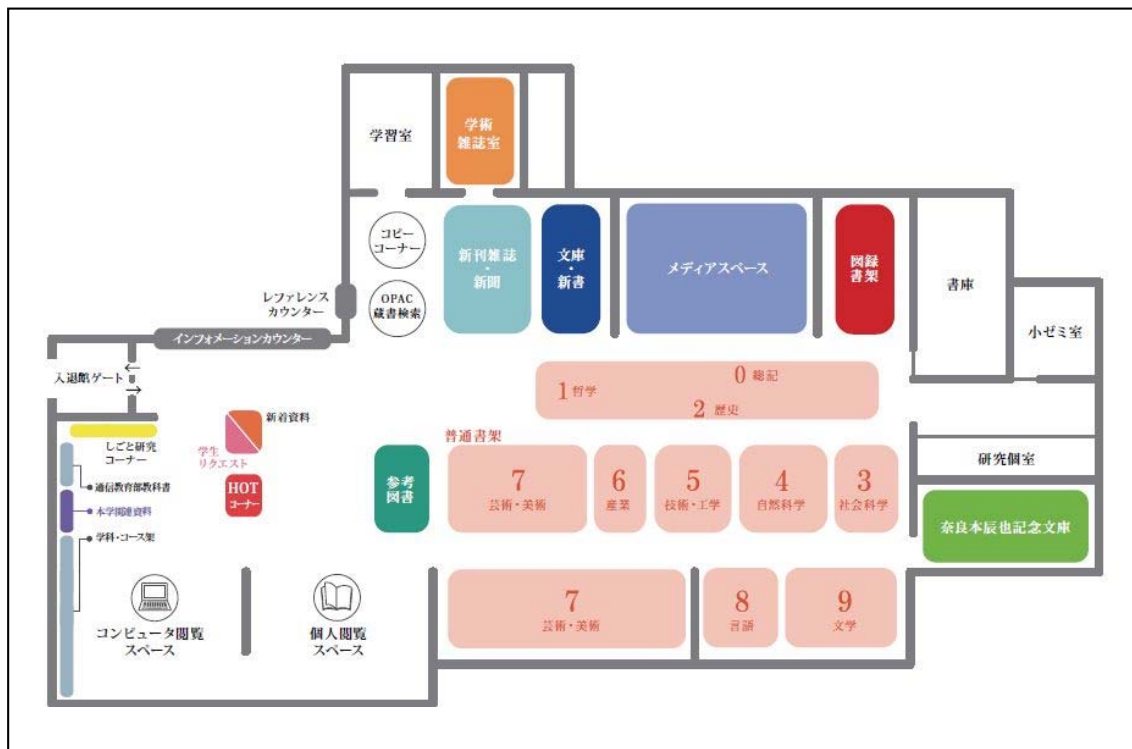 学習室
学術
雑誌室
コピー
コーナー
新刊雑誌
・
新聞
文庫
・
新書
メディアスペース
図録
書架
書庫
レファレンス
カウンター
OPAC
蔵書検索
小ゼミ室
インフォメーションカウンター
入退館ゲート
1 哲学
0 総記
2 歴史
新着資料
しごと研究
コーナー
学生
リクエスト
普通書架
HOT
コーナー
参考
図書
7
芸術・美術
6
産業
5
技術・工学
4
自然科学
3
社会科学
研究個室
通信教育部教科書
本学関連資料
学科・コース架
奈良本辰也記念文庫
コンピュータ閲覧
スペース
個人閲覧
スペース
7
芸術・美術
8
言語
9
文学